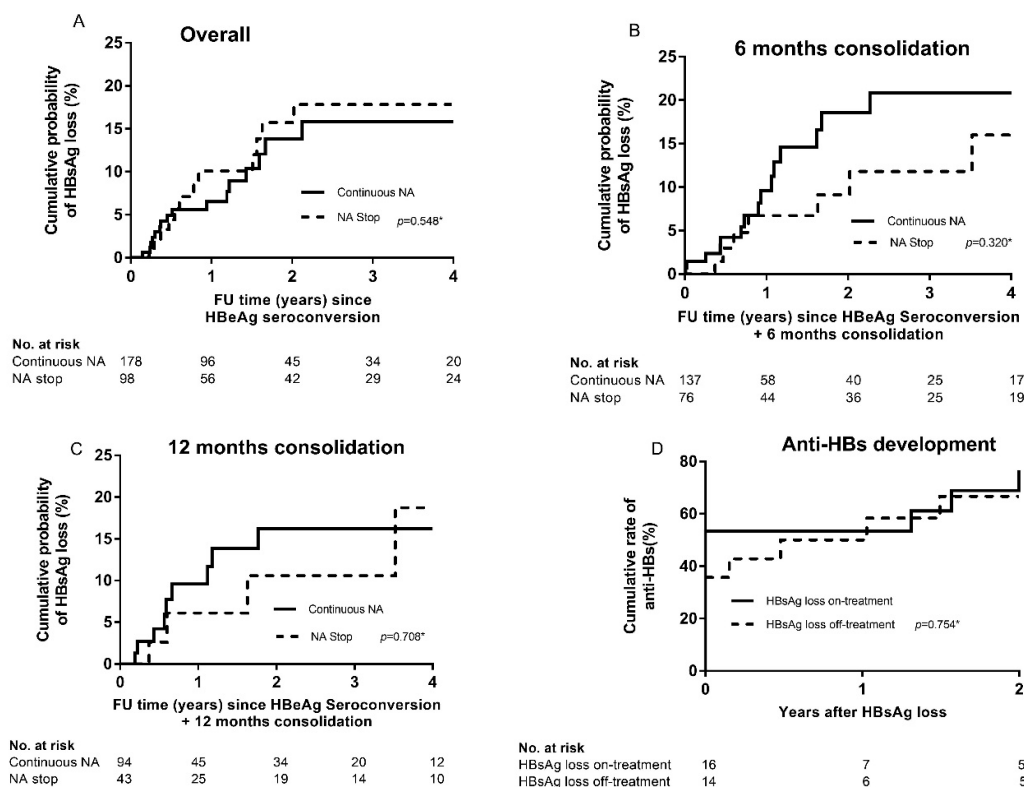 A
Overall
25
20
15
10
5
0
Cumulative probability
of HBsAg loss (%)
Continuous NA
NA Stop
p=0.548*
0 1 2 3 4
FU time (years) since
HBeAg seroconversion
No. at risk
Continuous NA 178 96 45 34 20
NA stop 98 56 42 29 24
B
6 months consolidation
25
20
15
10
5
0
Cumulative probability
of HBsAg loss (%)
Continuous NA
NA Stop p=0.320*
0 1 2 3 4
FU time (years) since HBeAg Seroconversion
+ 6 months consolidation
No. at risk
Continuous NA 137 58 40 25 17
NA stop 76 44 36 25 19
C
12 months consolidation
25
20
15
10
5
0
Cumulative probability
of HBsAg loss (%)
Continuous NA
NA Stop p=0.708*
0 1 2 3 4
FU time (years) since HBeAg Seroconversion
+ 12 months consolidation
No. at risk
Continuous NA 94 45 34 20 12
NA stop 43 25 19 14 10
D
Anti-HBs development
80
60
40
20
0
Cumulative rate of
anti-HBs(%)
HBsAg loss on-treatment
HBsAg loss off-treatment p=0.754*
0 1 2
Years after HBsAg loss
No. at risk
HBsAg loss on-treatment 16 7 5
HBsAg loss off-treatment 14 6 5